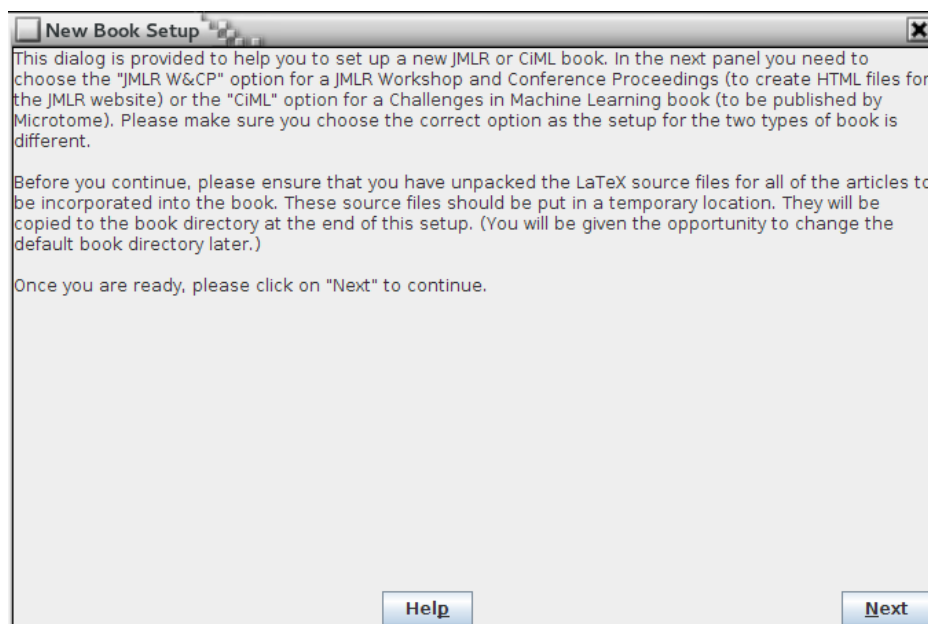 New Book Setup
This dialog is provided to help you to set up a new JMLR or CiML book. In the next panel you need to
choose the "JMLR W&CP" option for a JMLR Workshop and Conference Proceedings (to create HTML files for
the JMLR website) or the "CiML" option for a Challenges in Machine Learning book (to be published by
Microtome). Please make sure you choose the correct option as the setup for the two types of book is
different.
Before you continue, please ensure that you have unpacked the LaTeX source files for all of the articles to
be incorporated into the book. These source files should be put in a temporary location. They will be
copied to the book directory at the end of this setup. (You will be given the opportunity to change the
default book directory later.)
Once you are ready, please click on "Next" to continue.
Help
Next